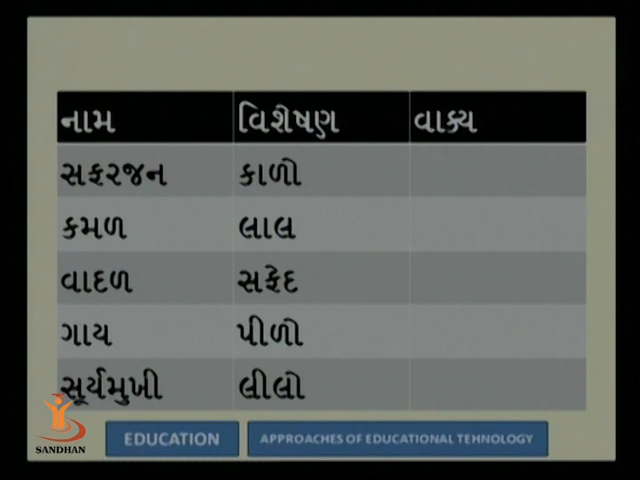 નામ વિશેષણ વાક્ય
સફરજન કાળો
કમળ લાલ
વાદળ સફેદ
ગાય પીળો
સૂર્યમુખી લીલો
SANDHAN
EDUCATION
APPROACHES OF EDUCATIONAL TEHNOLOGY